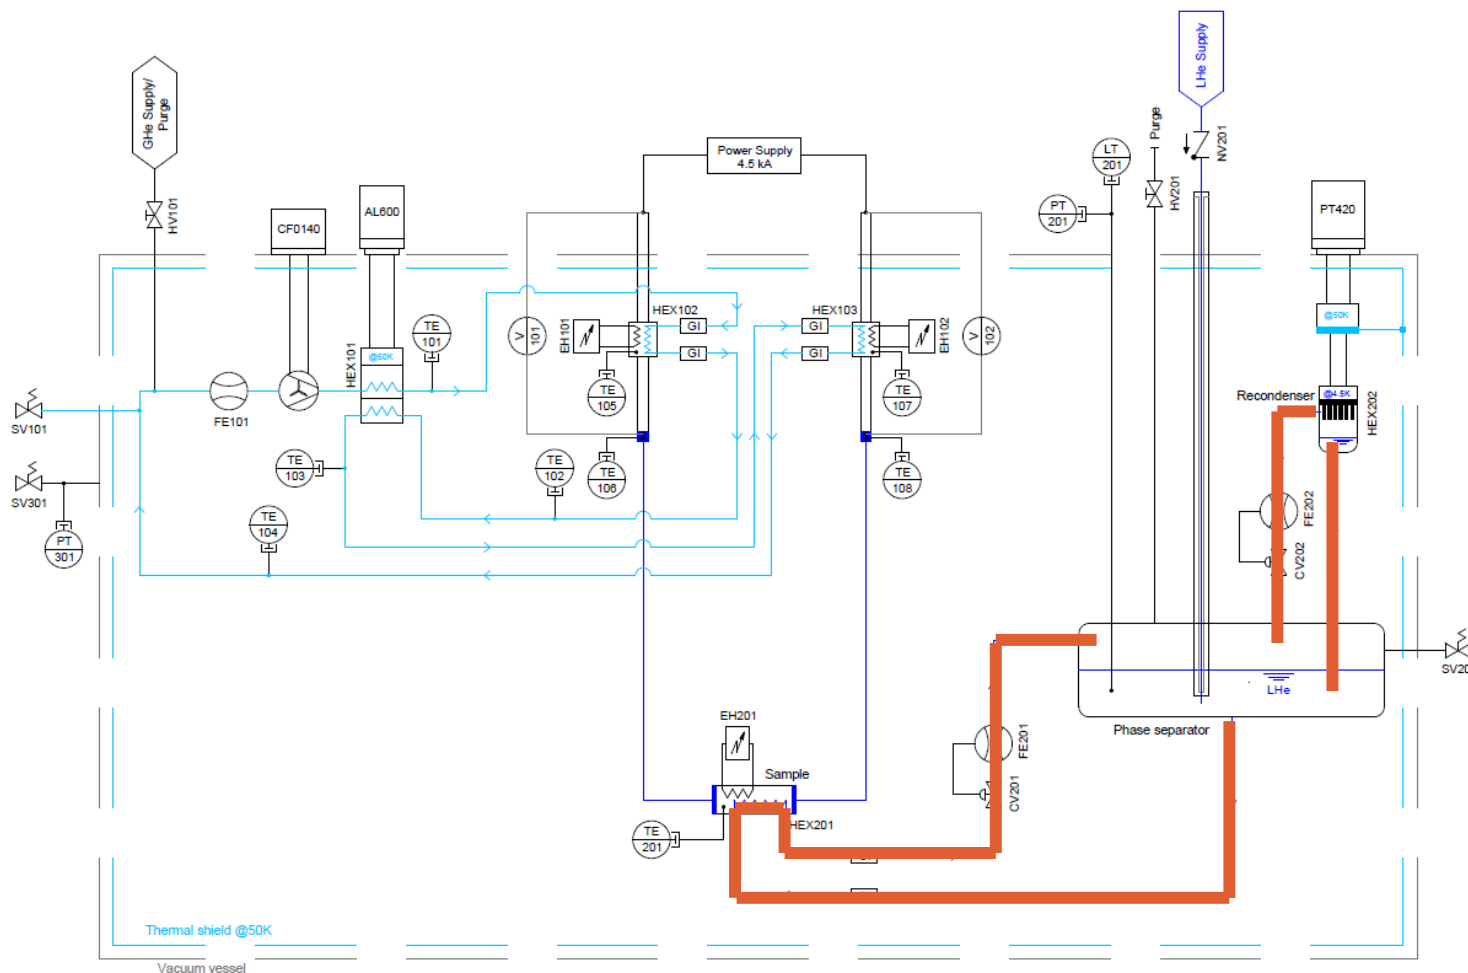 GHe Supply/
Purge
HV101
CF0140
AL600
Power Supply
4.5 kA
LHe Supply
NV201
Purge
HV201
LT
201
PT
201
PT420
@50K
HEX101
@50K
TE
101
V
101
EH101
HEX102
GI
GI
HEX103
GI
GI
EH102
V
102
TE
105
TE
107
Recondenser
@4.5K
HEX202
SV101
FE101
SV301
PT
301
TE
103
TE
102
TE
104
TE
106
TE
108
FE202
CV202
LHe
SV20
Phase separator
EH201
Sample
FE201
CV201
HEX201
TE
201
Thermal shield @50K
Vacuum vessel